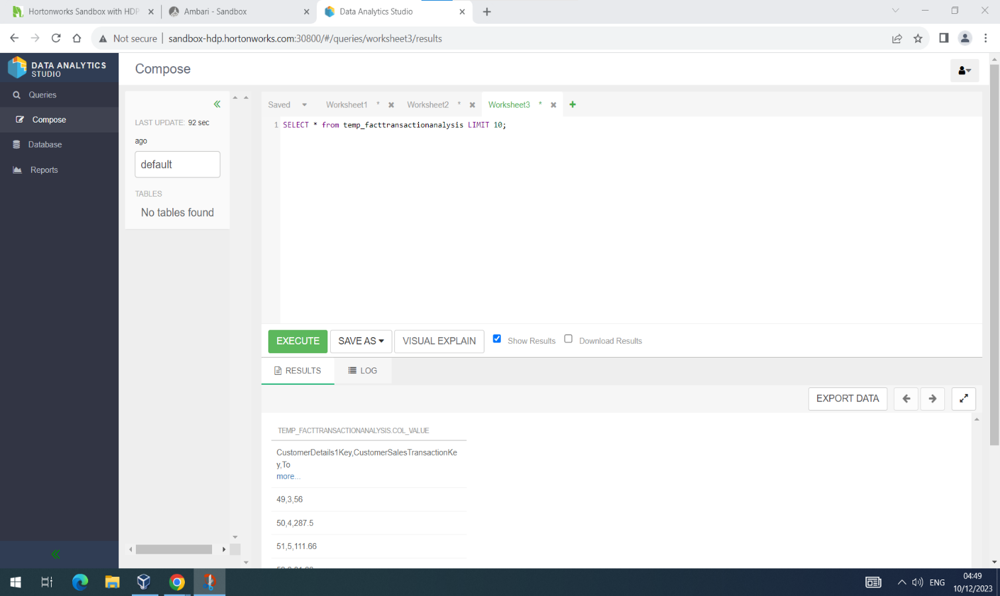 Hortonworks Sandbox with HDP
Ambari - Sandbox
Data Analytics Studio
Not secure
sandbox-hdp.hortonworks.com:30800/#/queries/worksheet3/results
DATA ANALYTICS
STUDIO
Compose
Queries
Compose
Database
Reports
LAST UPDATE: 92 sec
ago
default
TABLES
No tables found
Saved
Worksheet1 *
Worksheet2 *
Worksheet3 *
1 SELECT * from temp_facttransactionanalysis LIMIT 10;
EXECUTE
SAVE AS
VISUAL EXPLAIN
Show Results
Download Results
RESULTS
LOG
EXPORT DATA
TEMP_FACTTRANSACTIONANALYSIS.COL_VALUE
CustomerDetails1Key,CustomerSalesTransactionKe
y,To
more...
49,3,56
50,4,287.5
51,5,111.66
ENG
04:49
10/12/2023